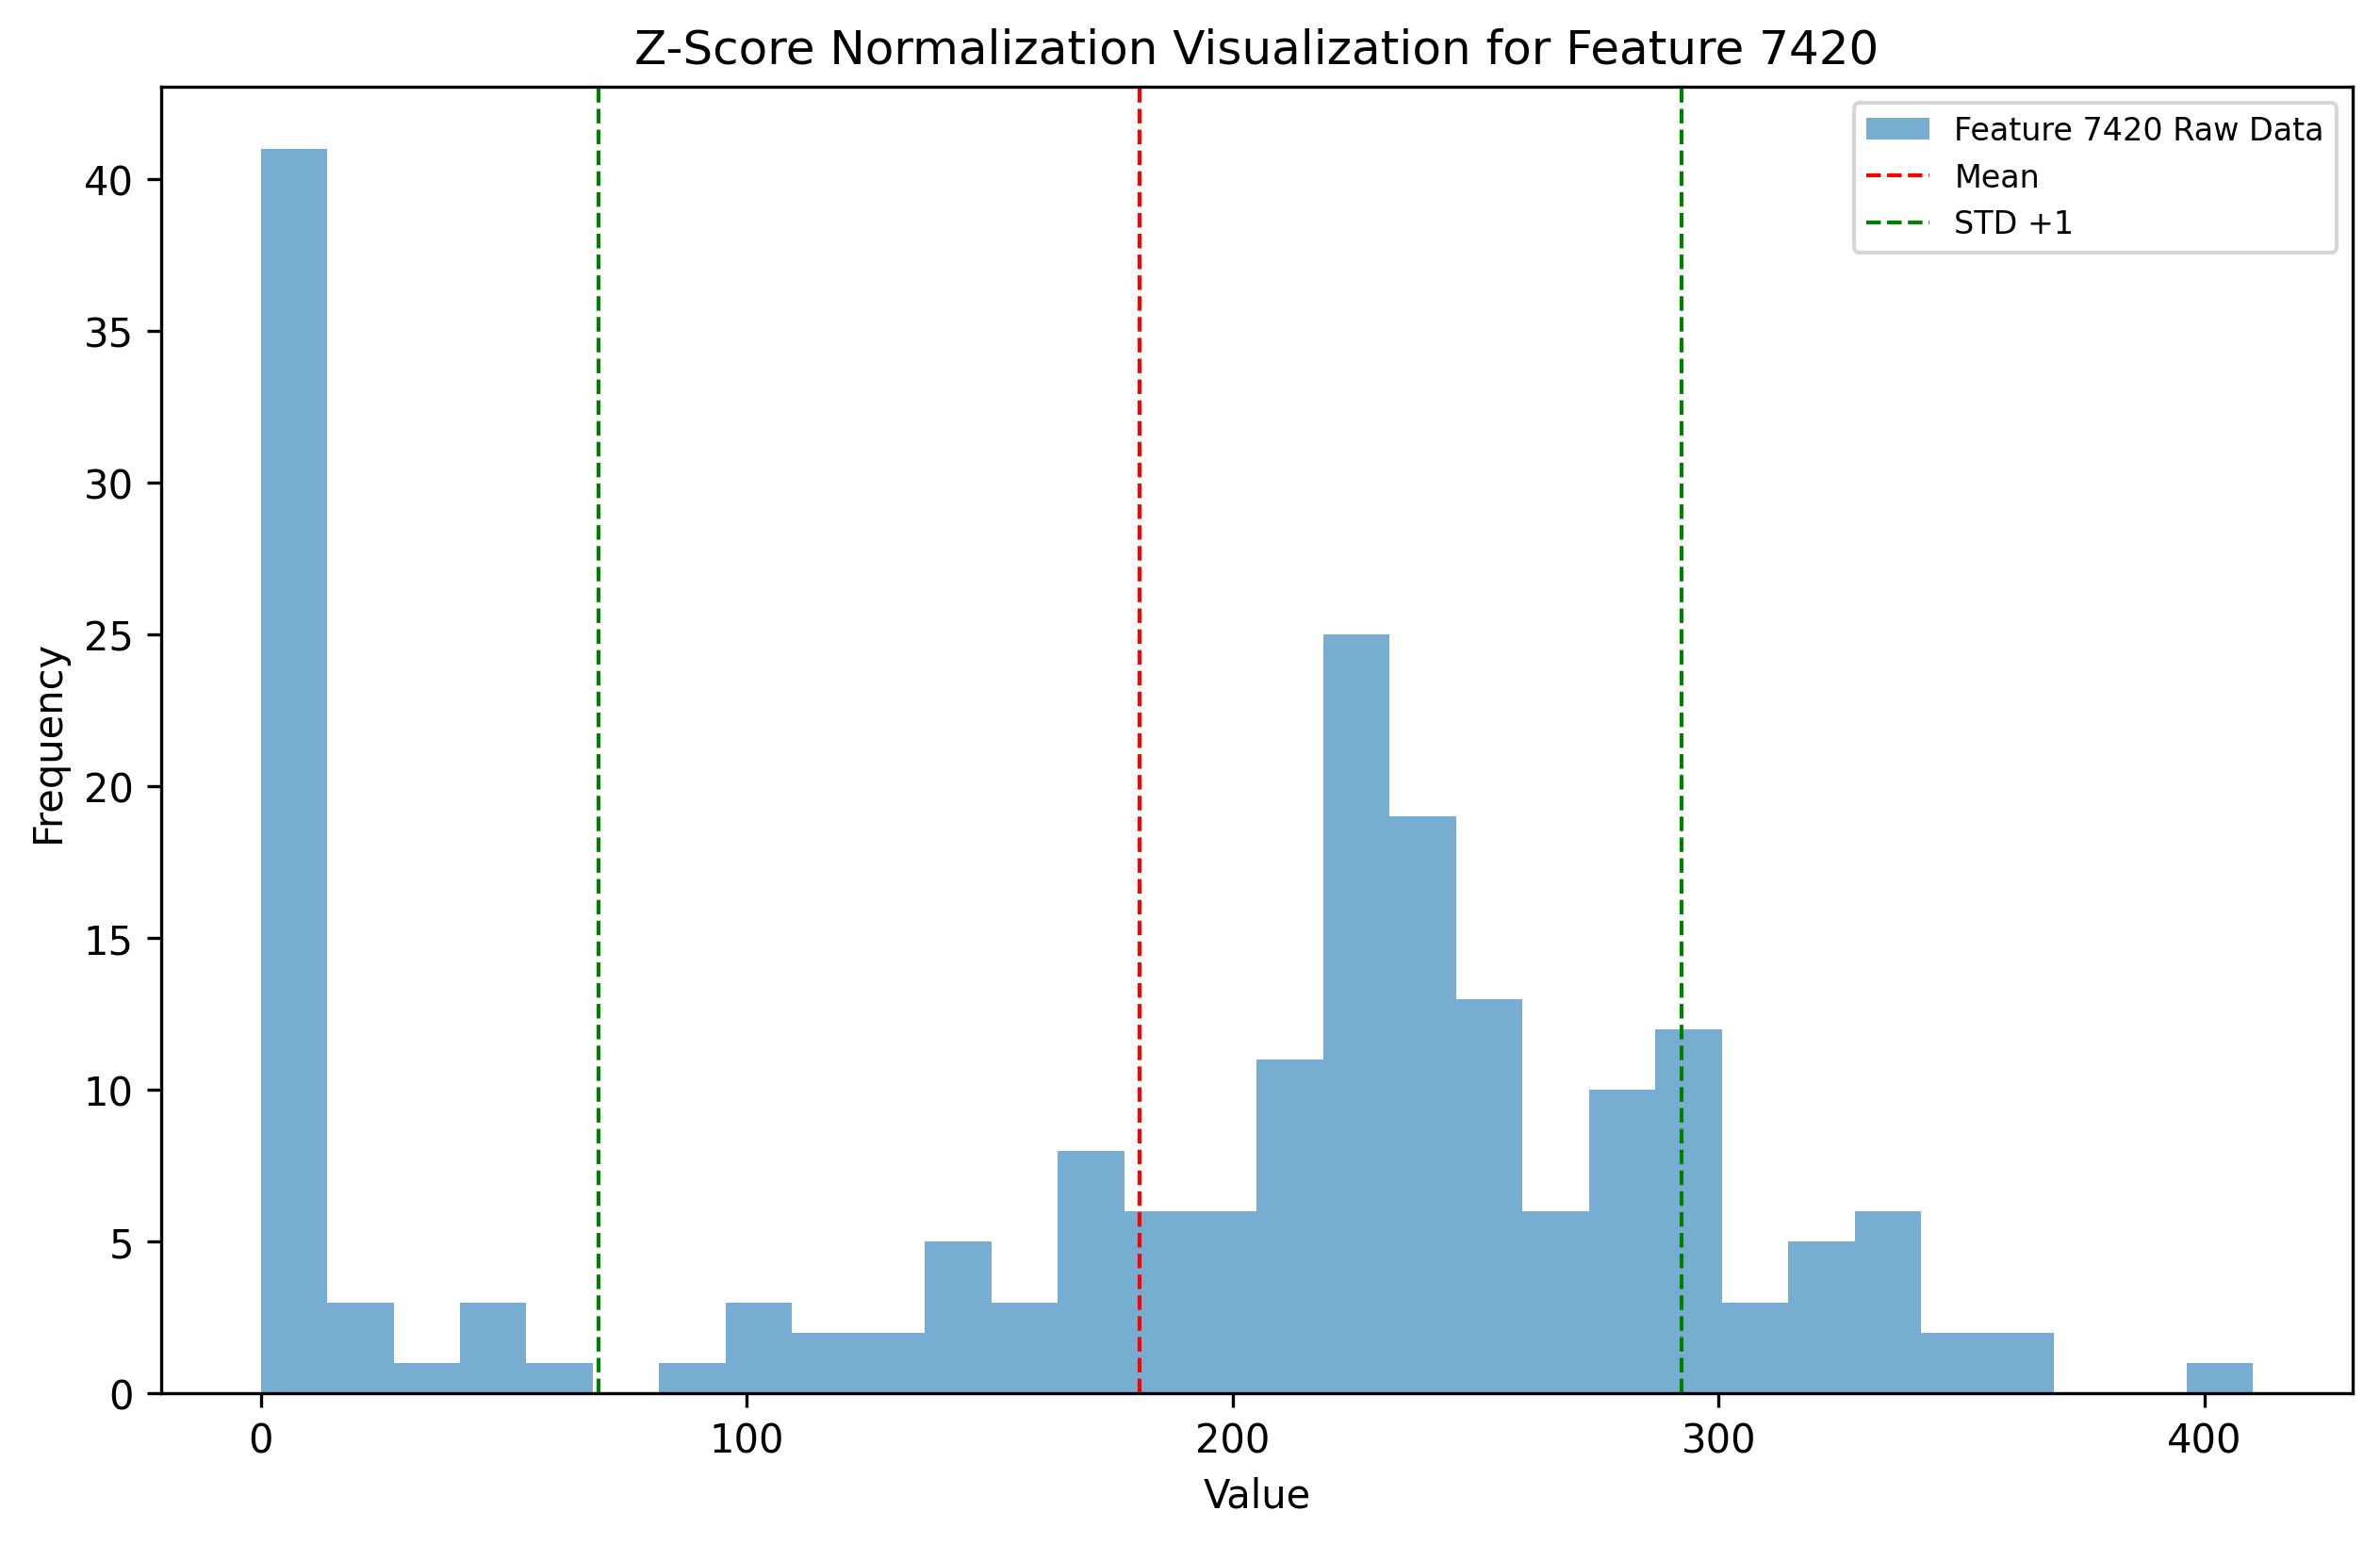 Z-Score Normalization Visualization for Feature 7420
Feature 7420 Raw Data
Mean
STD +1
Frequency
40
35
30
25
20
15
10
5
0
0 100 200 300 400
Value